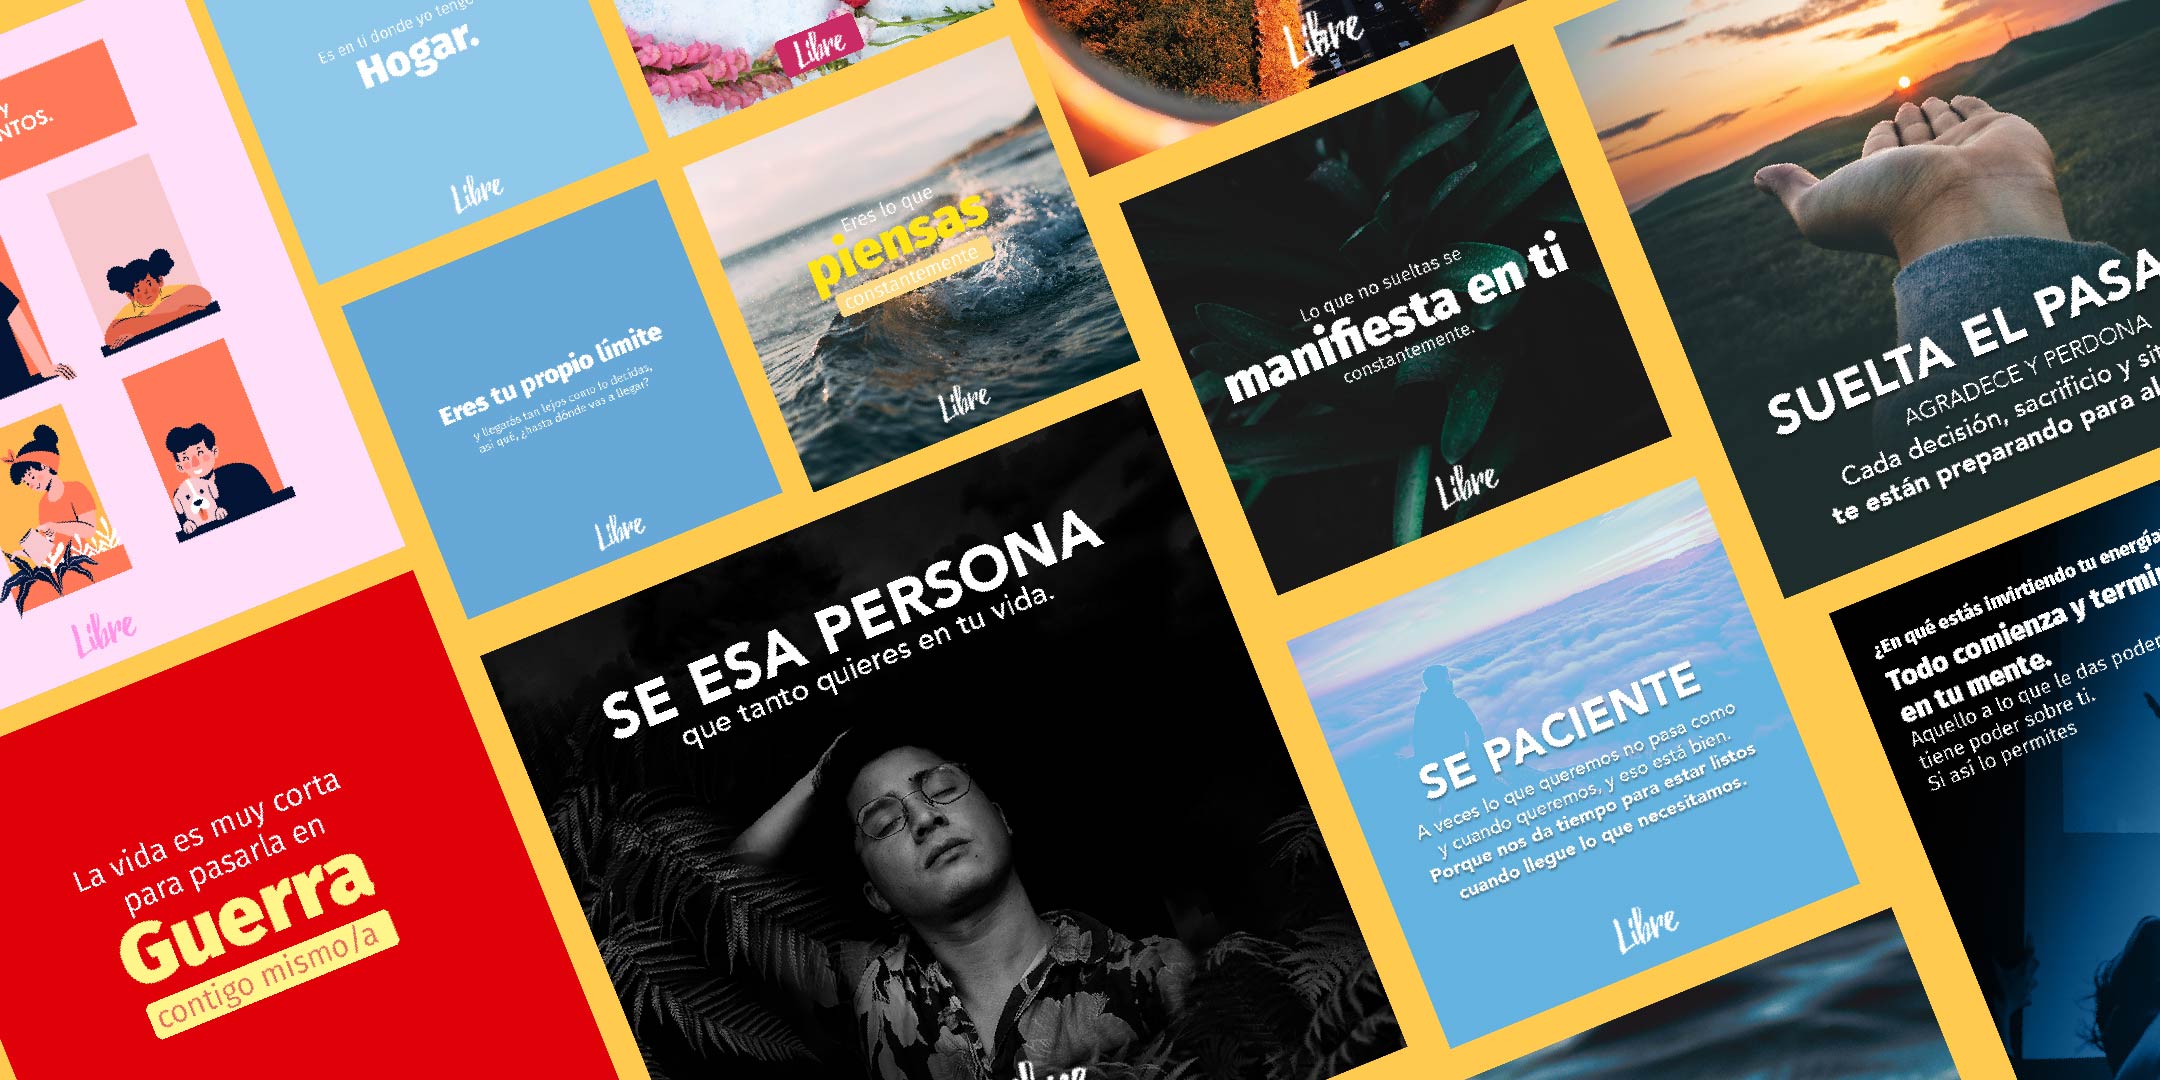 Y
NTOS.
Libre
Es en tí donde yo tengo
Hogar.
Libre
Libre
Libre
Eres tu propio límite
y llegarás tan lejos como lo decidas,
así qué, ¿hasta dónde vas a llegar?
Libre
Eres lo que
piensas
constantemente
Libre
Lo que no sueltas se
manifiesta en ti
constantemente.
Libre
SUELTA EL PASA
AGRADECE Y PERDONA
Cada decisión, sacrificio y sit
te están preparando para al
La vida es muy corta
para pasarla en
Guerra
contigo mismo/a
SE ESA PERSONA
que tanto quieres en tu vida.
SE PACIENTE
A veces lo que queremos no pasa como
y cuando queremos, y eso está bien.
Porque nos da tiempo para estar listos
cuando llegue lo que necesitamos.
Libre
¿En qué estás invirtiendo tu energía
Todo comienza y termin
en tu mente.
Aquello a lo que le das poder
tiene poder sobre ti.
Si así lo permites